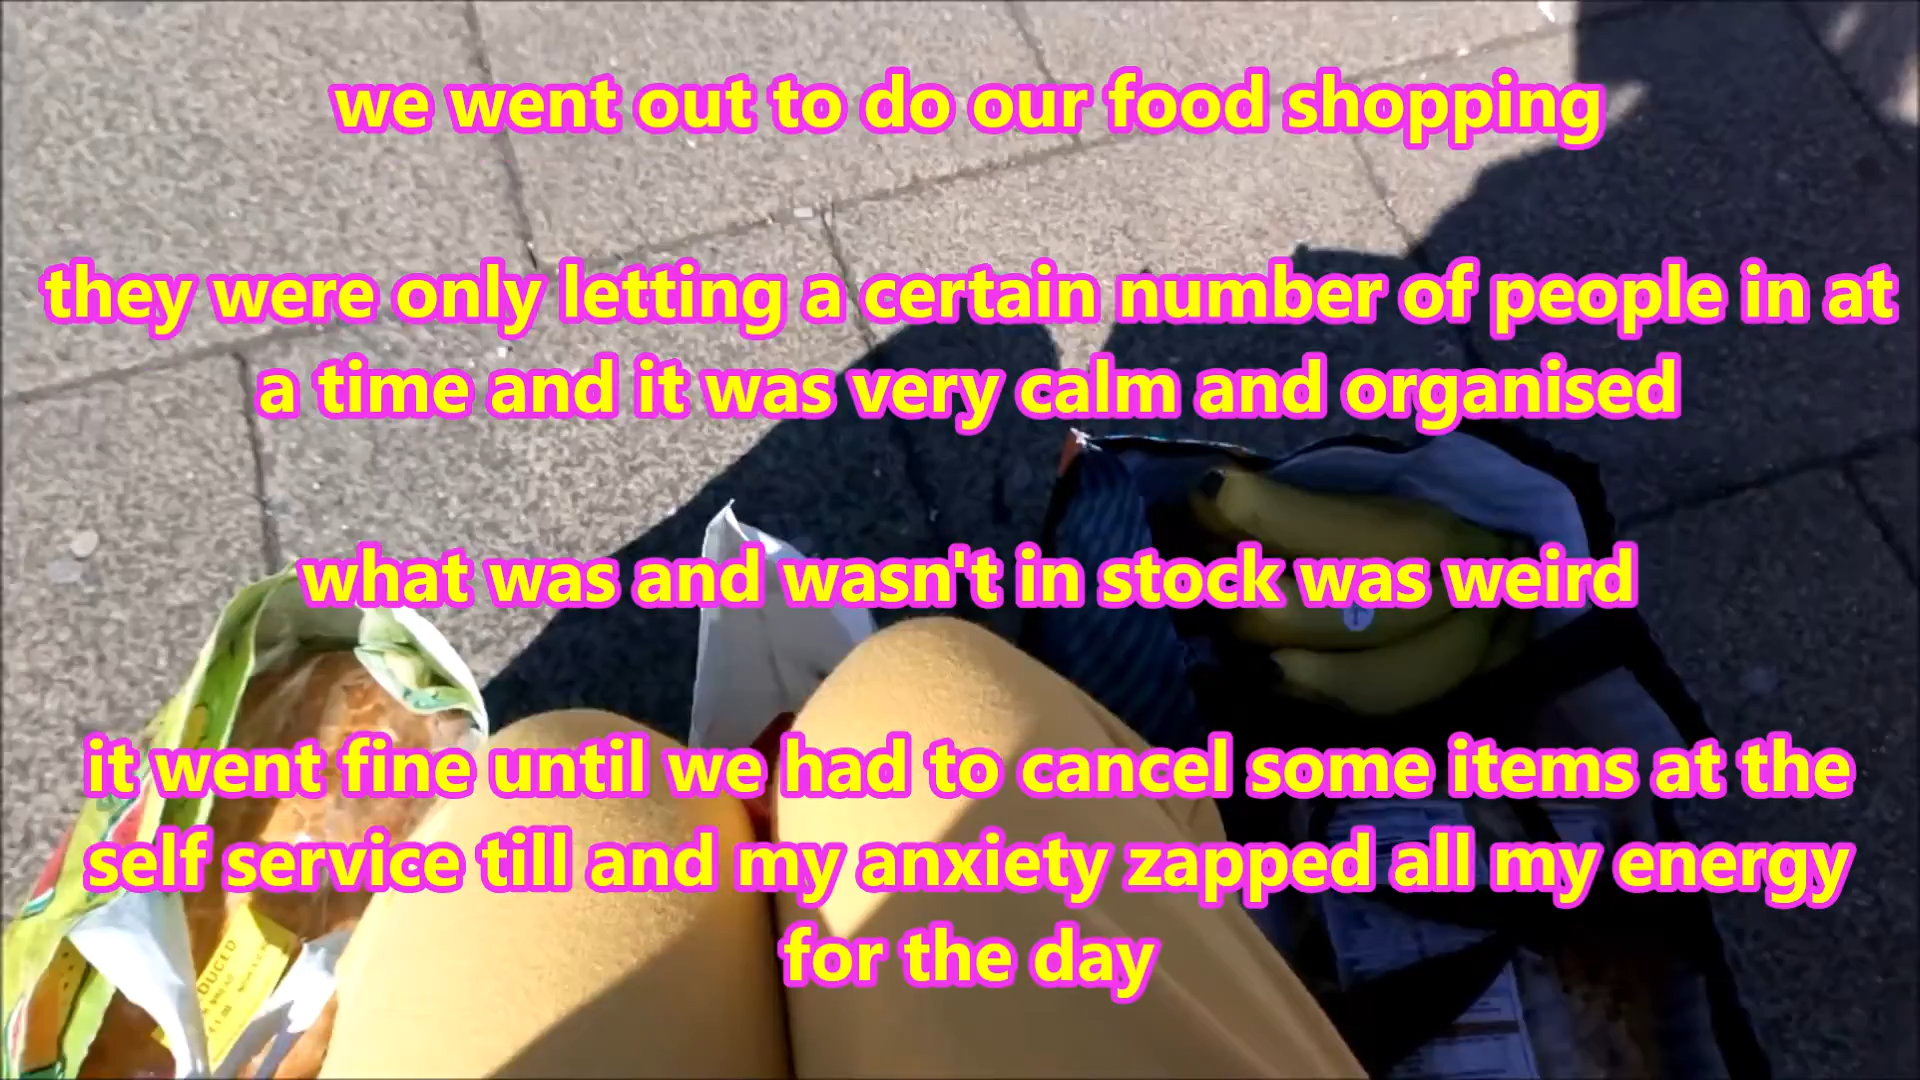 we went out to do our food shopping
they were only letting a certain number of people in at
a time and it was very calm and organised
what was and wasn't in stock was weird
it went fine until we had to cancel some items at the
self service till and my anxiety zapped all my energy
for the day